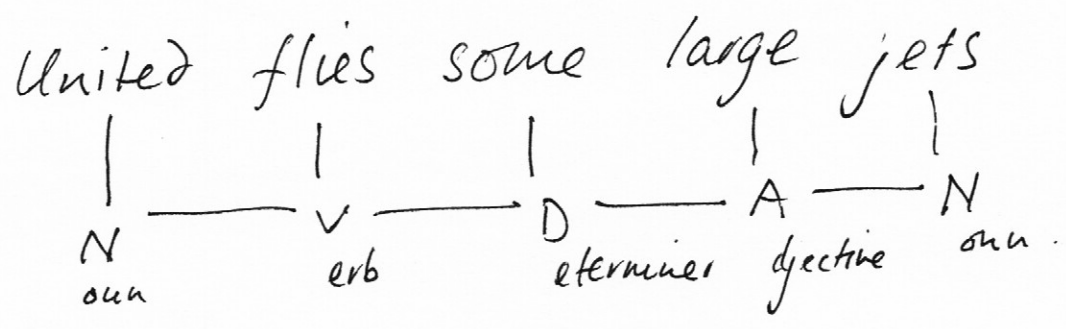 United flies some large jets
N V D A N
oun erb eterminer djective oun.